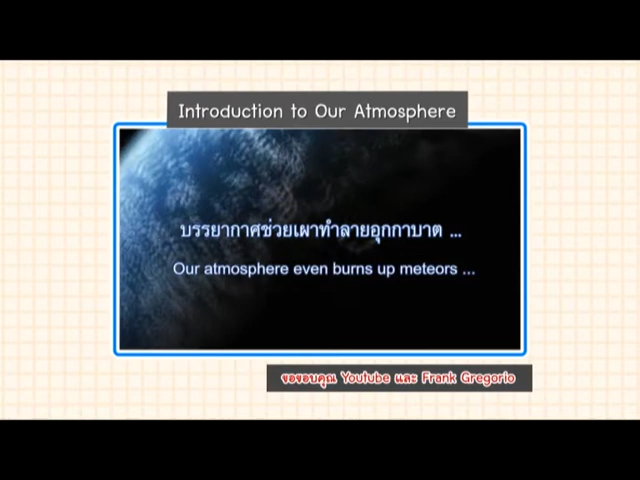 Introduction to Our Atmosphere
บรรยากาศช่วยเผาทำลายอุกกาบาต ...
Our atmosphere even burns up meteors ...
ขอขอบคุณ Youtube และ Frank Gregorio